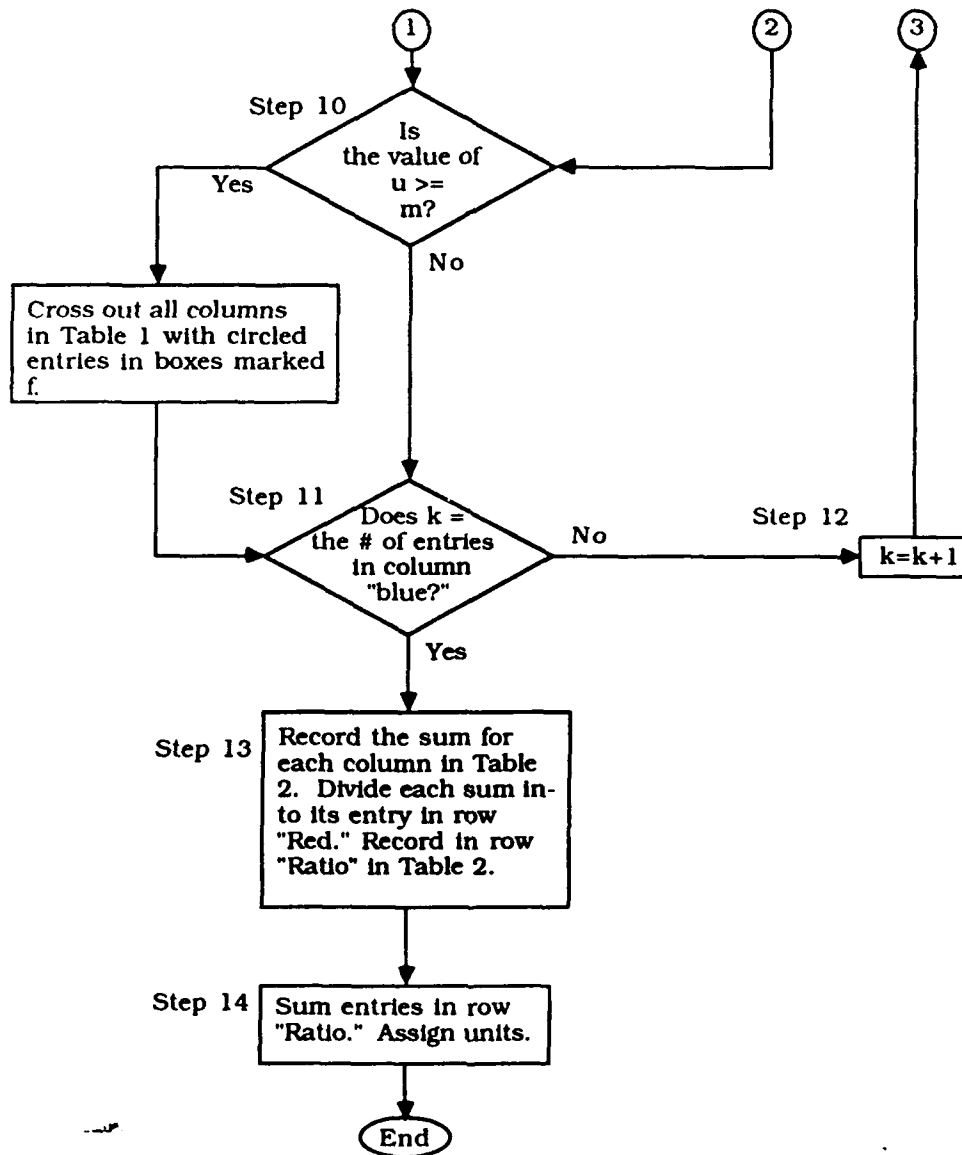 1
2
3
Step 10
Is
the value of
u >=
m?
Yes
No
Cross out all columns
in Table 1 with circled
entries in boxes marked
f.
Step 11
Does k =
the # of entries
in column
"blue?"
No
Step 12
k=k+1
Yes
Step 13
Record the sum for
each column in Table
2. Divide each sum in-
to its entry in row
"Red." Record in row
"Ratio" in Table 2.
Step 14
Sum entries in row
"Ratio." Assign units.
End